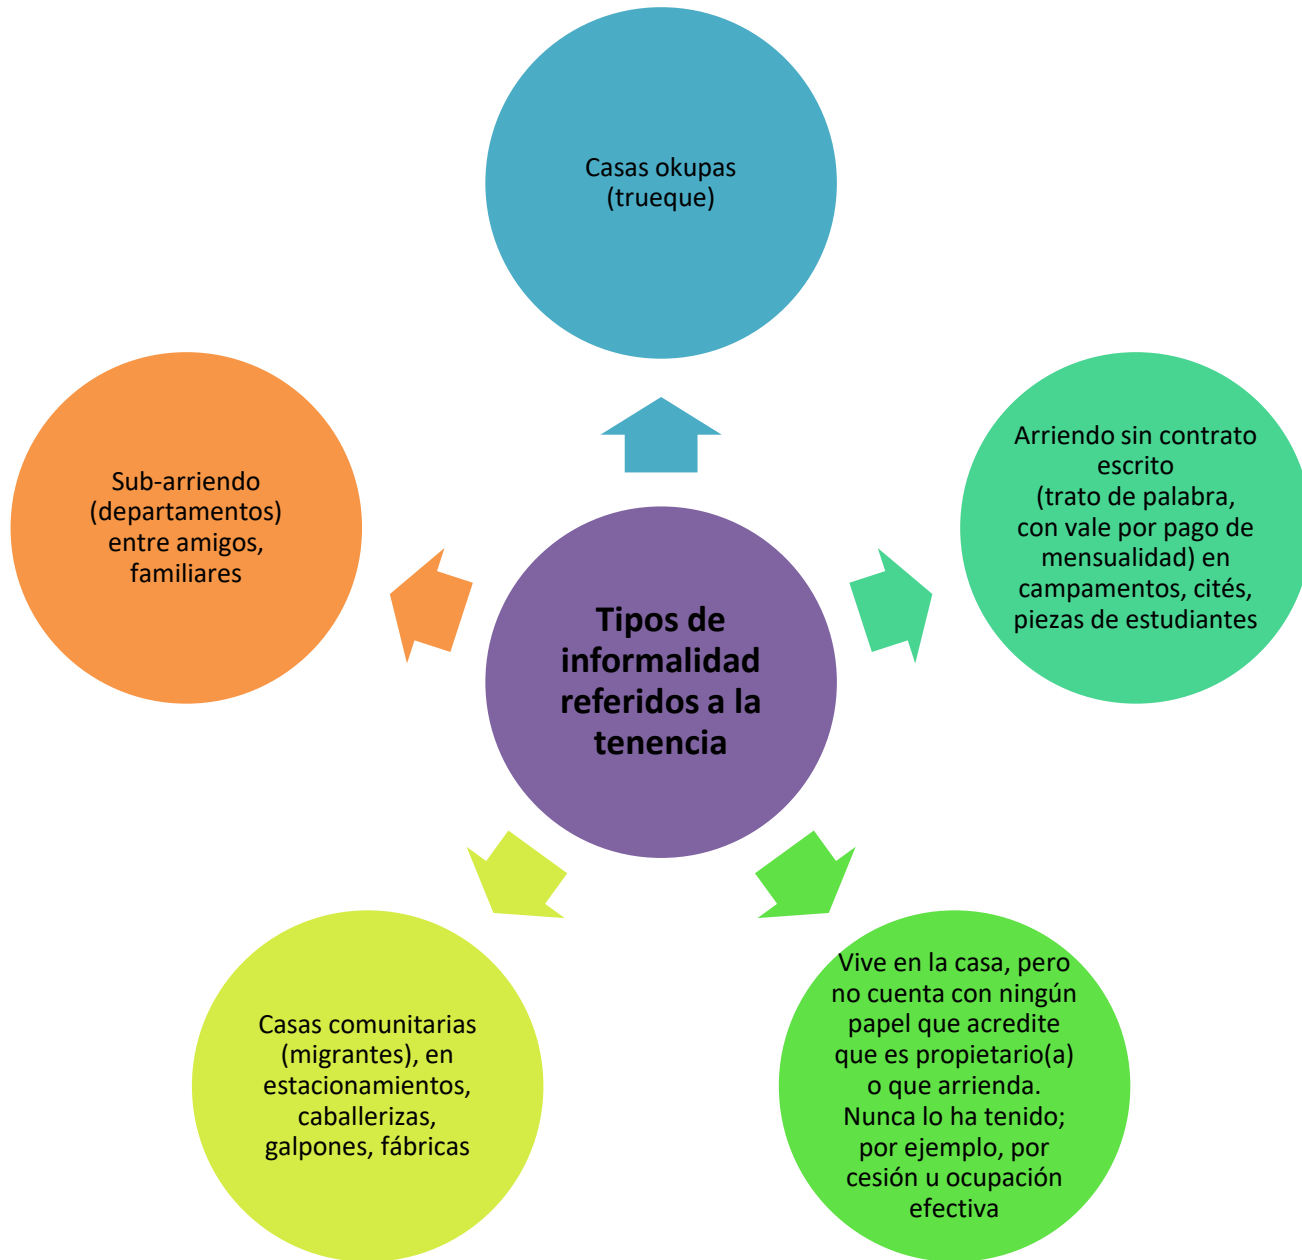 Casas okupas
(trueque)
Arriendo sin contrato
escrito
(trato de palabra,
con vale por pago de
mensualidad) en
campamentos, cités,
piezas de estudiantes
Sub-arriendo
(departamentos)
entre amigos,
familiares
Tipos de
informalidad
referidos a la
tenencia
Vive en la casa, pero
no cuenta con ningún
papel que acredite
que es propietario(a)
o que arrienda.
Nunca lo ha tenido;
por ejemplo, por
cesión u ocupación
efectiva
Casas comunitarias
(migrantes), en
estacionamientos,
caballerizas,
galpones, fábricas